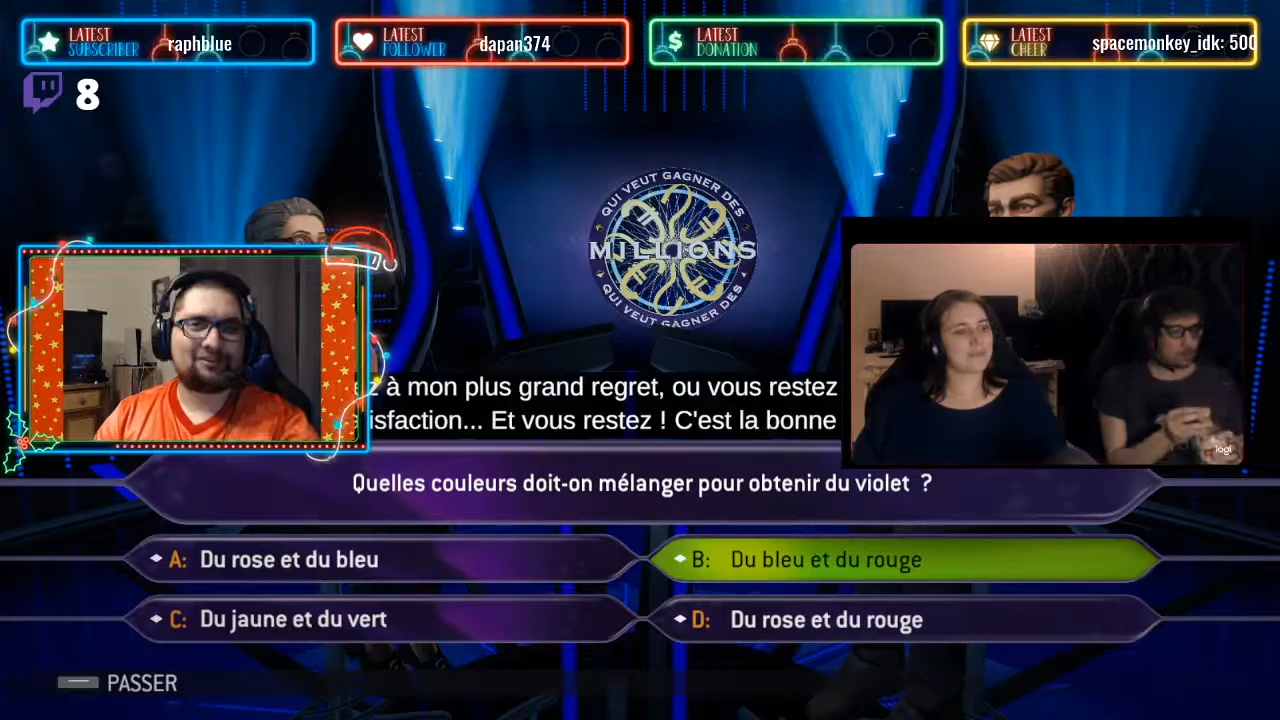 LATEST
SUBSCRIBER
raphblue
LATEST
FOLLOWER
dapan374
LATEST
DONATION
LATEST
CHEER
spacemonkey_idk: 500
8
QUI VEUT GAGNER DES
MILLIONS
QUI VEUT GAGNER DES
à mon plus grand regret, ou vous restez
... Et vous restez ! C'est la bonne
logi
Quelles couleurs doit-on mélanger pour obtenir du violet ?
A: Du rose et du bleu
B: Du bleu et du rouge
C: Du jaune et du vert
D: Du rose et du rouge
PASSER